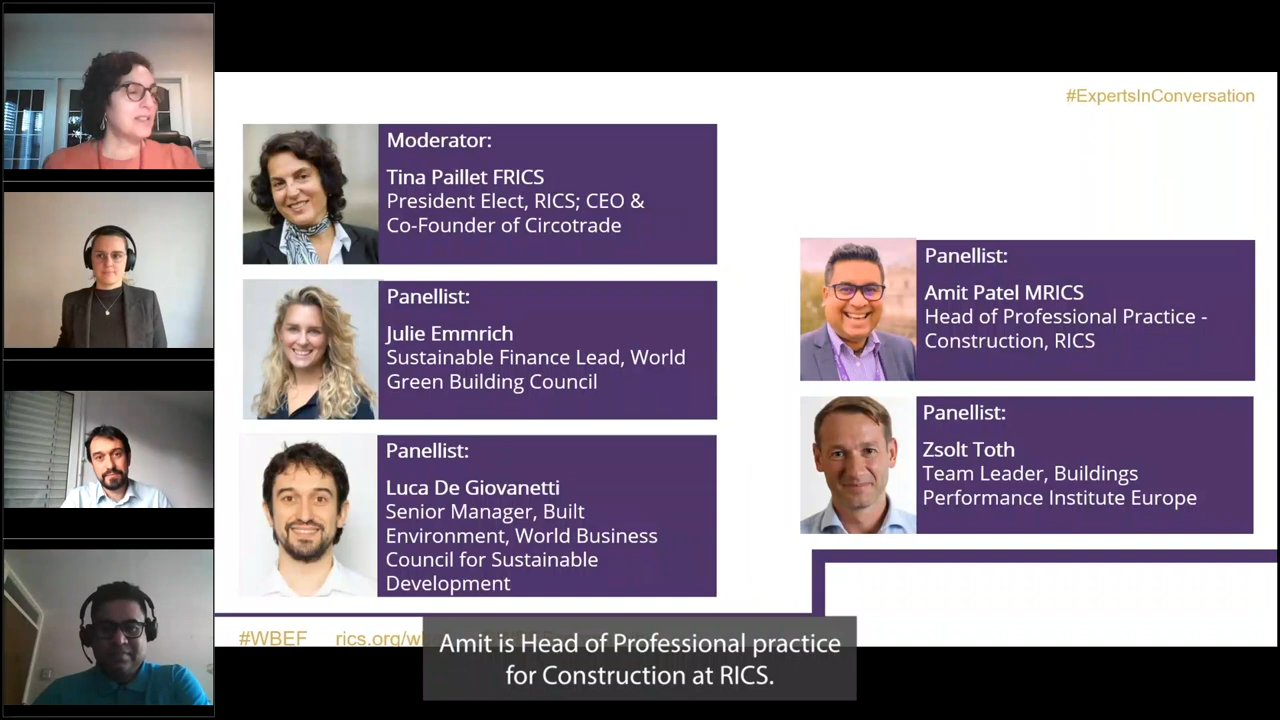 #ExpertsInConversation
Moderator:
Tina Paillet FRICS
President Elect, RICS; CEO &
Co-Founder of Circotrade
Panellist:
Julie Emmrich
Sustainable Finance Lead, World
Green Building Council
Panellist:
Luca De Giovanetti
Senior Manager, Built
Environment, World Business
Council for Sustainable
Development
Panellist:
Amit Patel MRICS
Head of Professional Practice -
Construction, RICS
Panellist:
Zsolt Toth
Team Leader, Buildings
Performance Institute Europe
#WBEF rics.org/w
Amit is Head of Professional practice
for Construction at RICS.